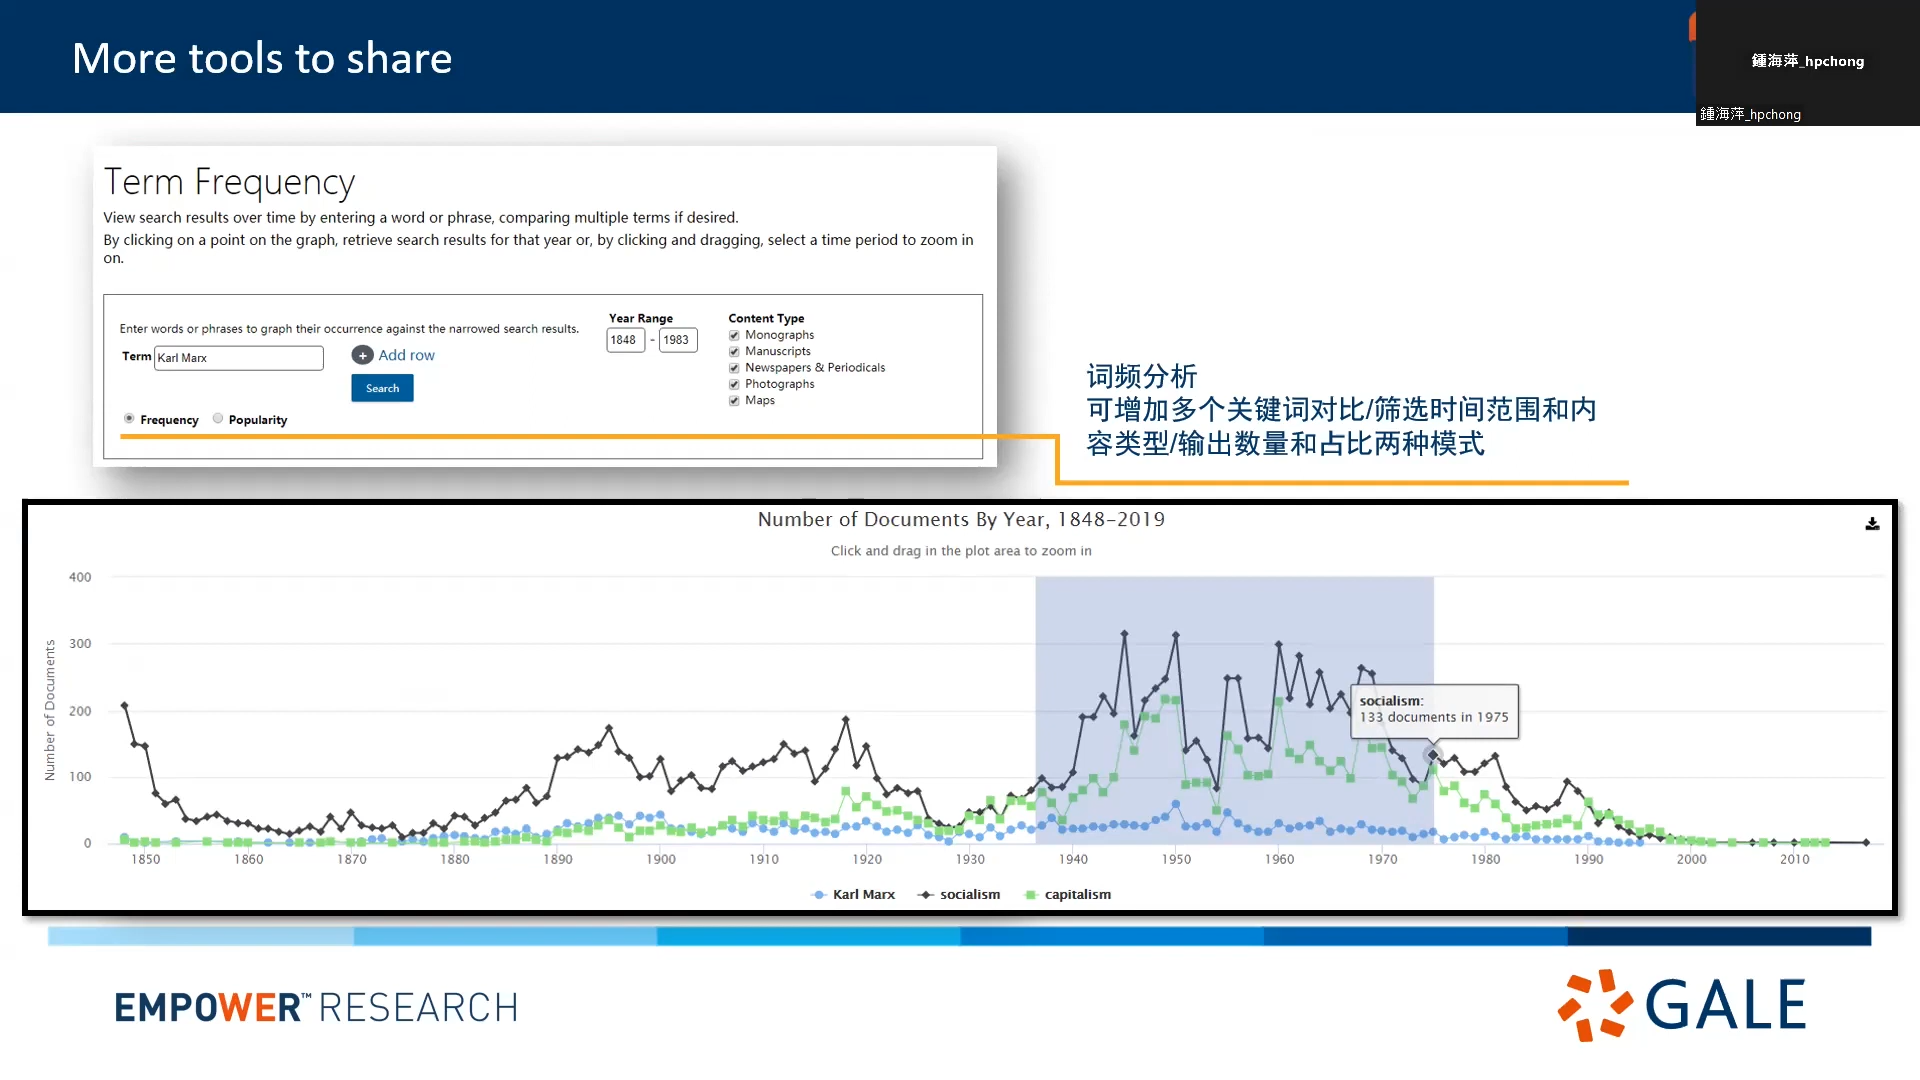 More tools to share
鍾海萍_hpchong
鍾海萍_hpchong
Term Frequency
View search results over time by entering a word or phrase, comparing multiple terms if desired.
By clicking on a point on the graph, retrieve search results for that year or, by clicking and dragging, select a time period to zoom in
on.
Enter words or phrases to graph their occurrence against the narrowed search results.
Term Karl Marx
+ Add row
Search
Frequency Popularity
Year Range
1848 - 1983
Content Type
Monographs
Manuscripts
Newspapers & Periodicals
Photographs
Maps
词频分析
可增加多个关键词对比/筛选时间范围和内
容类型/输出数量和占比两种模式
Number of Documents By Year, 1848-2019
Click and drag in the plot area to zoom in
Number of Documents
400
300
200
100
0
socialism:
133 documents in 1975
1850 1860 1870 1880 1890 1900 1910 1920 1930 1940 1950 1960 1970 1980 1990 2000 2010
Karl Marx socialism capitalism
EMPOWER™ RESEARCH
GALE